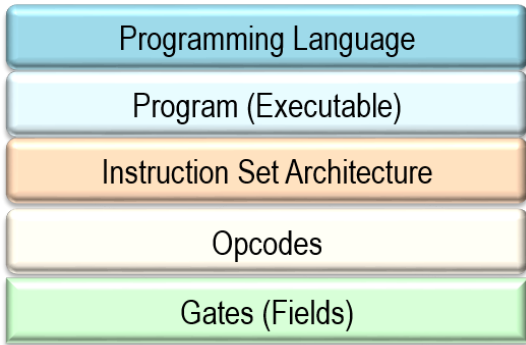 Programming Language
Program (Executable)
Instruction Set Architecture
Opcodes
Gates (Fields)